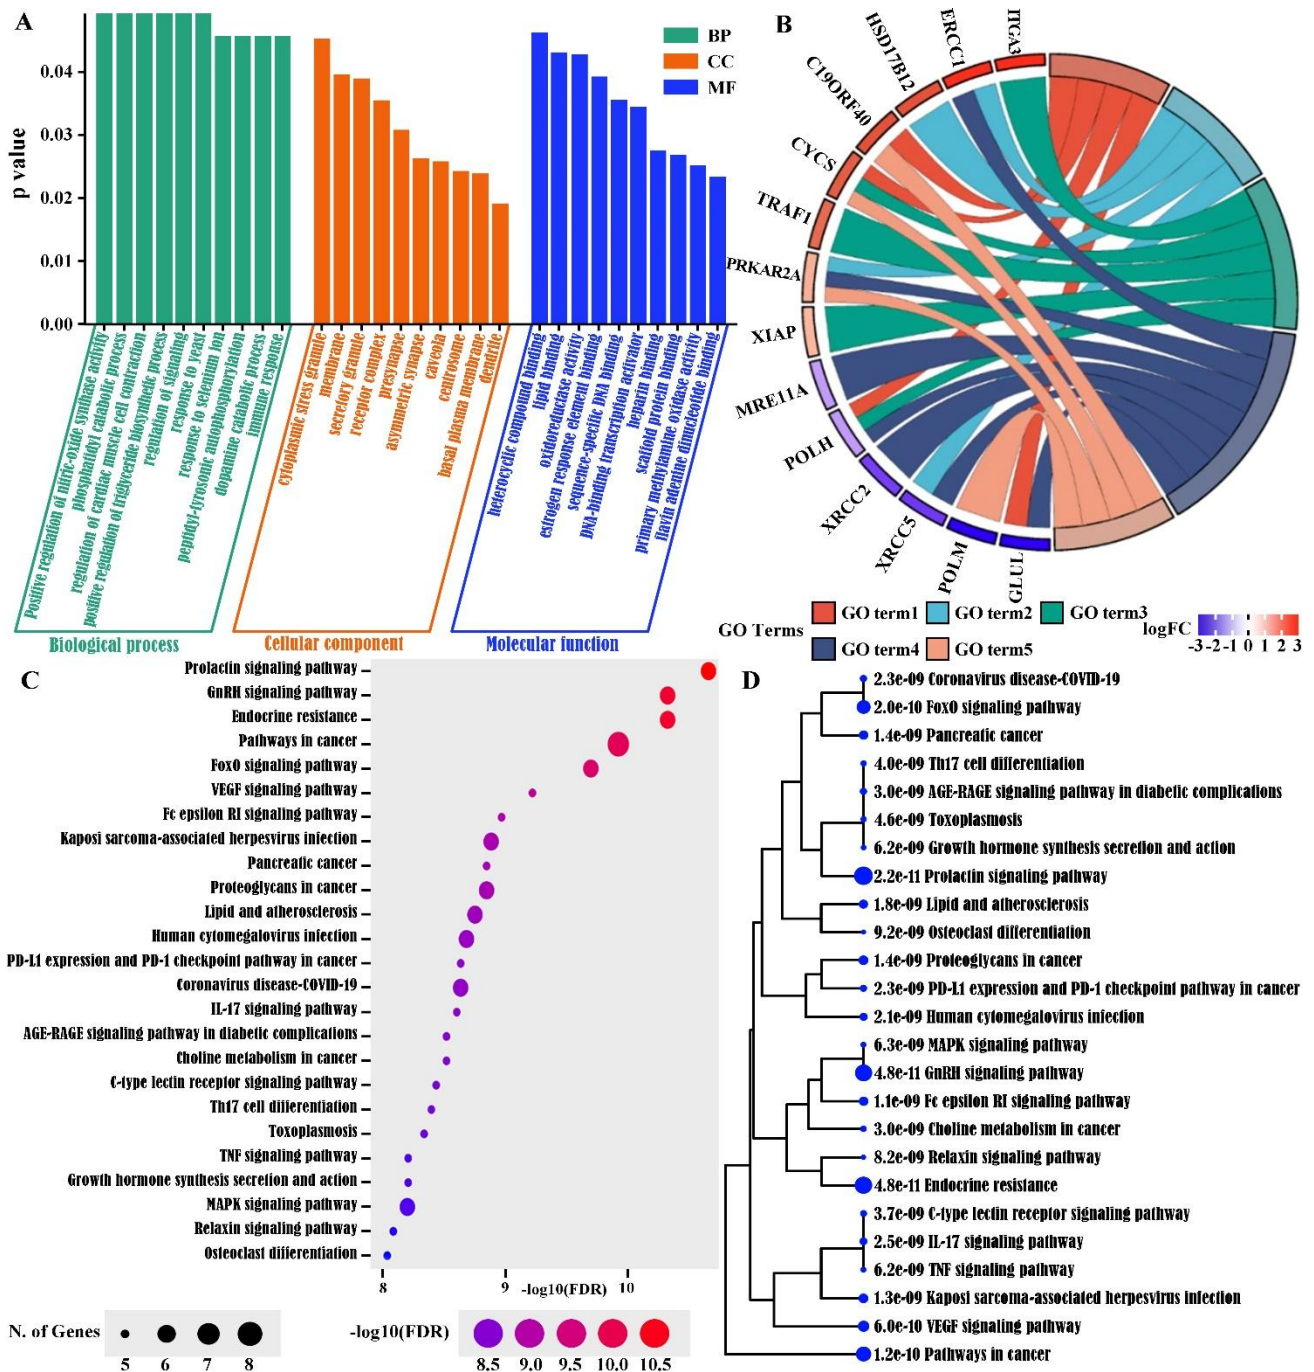 A
BP
CC
MF
p value
0.04
0.03
0.02
0.01
0.00
Positive regulation of nitric-oxide synthase activity
phosphatidyl catabolic process
regulation of cardiac muscle cell contraction
positive regulation of triglyceride biosynthetic process
regulation of signaling
response to yeast
response to selenium ion
peptidyl-tyrosonic autophosphorylation
dopamine catabolic process
immune response
cytoplasmic stress granule
membrane
secretory granule
receptor complex
presynapse
asymmetric synapse
caveola
centrosome
basal plasma membrane
dendrite
heterocyclic compound binding
lipid binding
oxidoreductase activity
estrogen response element binding
sequence-specific DNA binding
DNA-binding transcription activator
heparin binding
scaffold protein binding
primary methylamine oxidase activity
flavin adenine dinucleotide binding
Biological process
Cellular component
Molecular function
B
ITGA3
ERCC1
HSD17B12
C19ORF40
CYCS
TRAF1
PRKAR2A
XIAP
MRE11A
POLH
XRCC2
XRCC5
POLM
GLUL
GO Terms
GO term1
GO term2
GO term3
GO term4
GO term5
logFC
-3 -2 -1 0 1 2 3
C
Prolactin signaling pathway
GnRH signaling pathway
Endocrine resistance
Pathways in cancer
FoxO signaling pathway
VEGF signaling pathway
Fc epsilon RI signaling pathway
Kaposi sarcoma-associated herpesvirus infection
Pancreatic cancer
Proteoglycans in cancer
Lipid and atherosclerosis
Human cytomegalovirus infection
PD-L1 expression and PD-1 checkpoint pathway in cancer
Coronavirus disease-COVID-19
IL-17 signaling pathway
AGE-RAGE signaling pathway in diabetic complications
Choline metabolism in cancer
C-type lectin receptor signaling pathway
Th17 cell differentiation
Toxoplasmosis
TNF signaling pathway
Growth hormone synthesis secretion and action
MAPK signaling pathway
Relaxin signaling pathway
Osteoclast differentiation
8 9 10
-log10(FDR)
N. of Genes
5 6 7 8
-log10(FDR)
8.5 9.0 9.5 10.0 10.5
D
2.3e-09 Coronavirus disease-COVID-19
2.0e-10 FoxO signaling pathway
1.4e-09 Pancreatic cancer
4.0e-09 Th17 cell differentiation
3.0e-09 AGE-RAGE signaling pathway in diabetic complications
4.6e-09 Toxoplasmosis
6.2e-09 Growth hormone synthesis secretion and action
2.2e-11 Prolactin signaling pathway
1.8e-09 Lipid and atherosclerosis
9.2e-09 Osteoclast differentiation
1.4e-09 Proteoglycans in cancer
2.3e-09 PD-L1 expression and PD-1 checkpoint pathway in cancer
2.1e-09 Human cytomegalovirus infection
6.3e-09 MAPK signaling pathway
4.8e-11 GnRH signaling pathway
1.1e-09 Fc epsilon RI signaling pathway
3.0e-09 Choline metabolism in cancer
8.2e-09 Relaxin signaling pathway
4.8e-11 Endocrine resistance
3.7e-09 C-type lectin receptor signaling pathway
2.5e-09 IL-17 signaling pathway
6.2e-09 TNF signaling pathway
1.3e-09 Kaposi sarcoma-associated herpesvirus infection
6.0e-10 VEGF signaling pathway
1.2e-10 Pathways in cancer